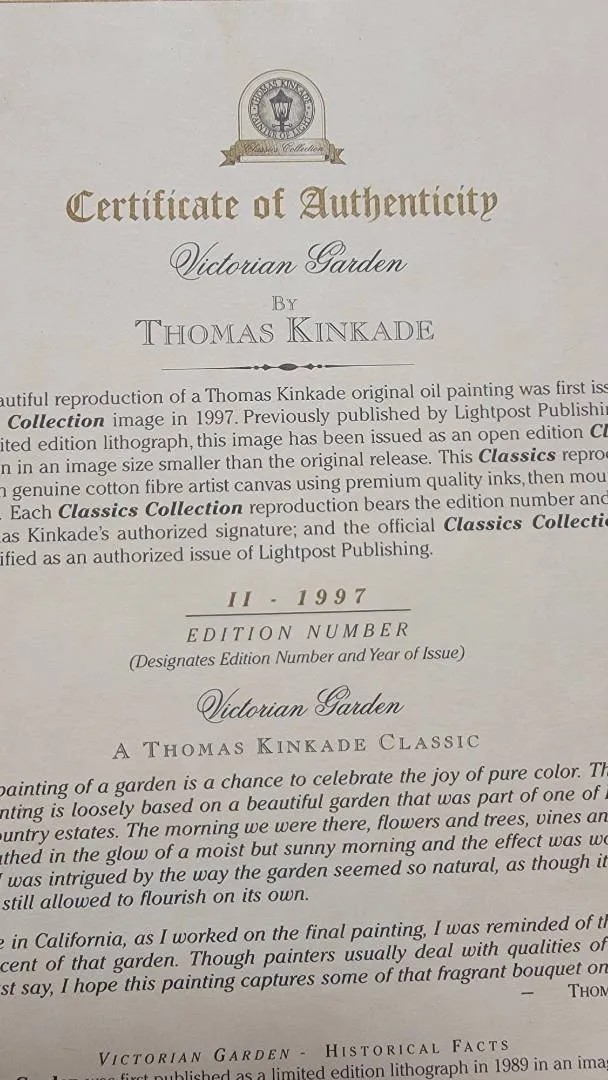 THOMAS KINKADE
PAINTER OF LIGHT
Classics Collection
Certificate of Authenticity
Victorian Garden
BY
THOMAS KINKADE
autiful reproduction of a Thomas Kinkade original oil painting was first iss
Collection image in 1997. Previously published by Lightpost Publishin
ited edition lithograph, this image has been issued as an open edition Cl
n in an image size smaller than the original release. This Classics repro
n genuine cotton fibre artist canvas using premium quality inks, then mou
. Each Classics Collection reproduction bears the edition number and
as Kinkade's authorized signature; and the official Classics Collectio
ified as an authorized issue of Lightpost Publishing.
II - 1997
EDITION NUMBER
(Designates Edition Number and Year of Issue)
Victorian Garden
A THOMAS KINKADE CLASSIC
painting of a garden is a chance to celebrate the joy of pure color. Th
nting is loosely based on a beautiful garden that was part of one of
ountry estates. The morning we were there, flowers and trees, vines an
athed in the glow of a moist but sunny morning and the effect was wo
I was intrigued by the way the garden seemed so natural, as though it
still allowed to flourish on its own.
e in California, as I worked on the final painting, I was reminded of th
cent of that garden. Though painters usually deal with qualities of
st say, I hope this painting captures some of that fragrant bouquet on
— THOM
VICTORIAN GARDEN - HISTORICAL FACTS
was first published as a limited edition lithograph in 1989 in an imag